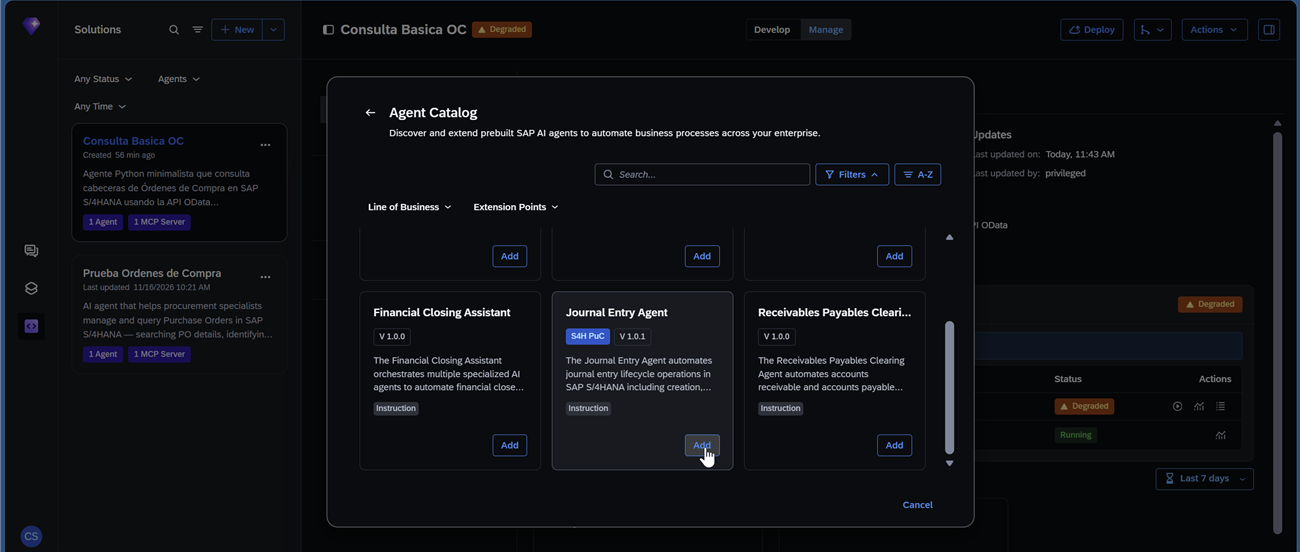 Solutions
+ New
Consulta Basica OC
Degraded
Develop
Manage
Deploy
Actions
Any Status
Agents
Any Time
Consulta Basica OC
Created 56 min ago
Agente Python minimalista que consulta
cabeceras de Órdenes de Compra en SAP
S/4HANA usando la API OData...
1 Agent
1 MCP Server
Prueba Ordenes de Compra
Last updated 11/16/2026 10:21 AM
AI agent that helps procurement specialists
manage and query Purchase Orders in SAP
S/4HANA — searching PO details, identifyin...
1 Agent
1 MCP Server
CS
Agent Catalog
Discover and extend prebuilt SAP AI agents to automate business processes across your enterprise.
Search...
Filters
A-Z
Line of Business
Extension Points
Add
Add
Add
Financial Closing Assistant
V 1.0.0
The Financial Closing Assistant
orchestrates multiple specialized AI
agents to automate financial close...
Instruction
Add
Journal Entry Agent
S4H PuC
V 1.0.1
The Journal Entry Agent automates
journal entry lifecycle operations in
SAP S/4HANA including creation,...
Instruction
Add
Receivables Payables Cleari...
V 1.0.0
The Receivables Payables Clearing
Agent automates accounts
receivable and accounts payable...
Instruction
Add
Cancel
Updates
ast updated on: Today, 11:43 AM
ast updated by: privileged
PI OData
Degraded
Status
Actions
Degraded
Running
Last 7 days